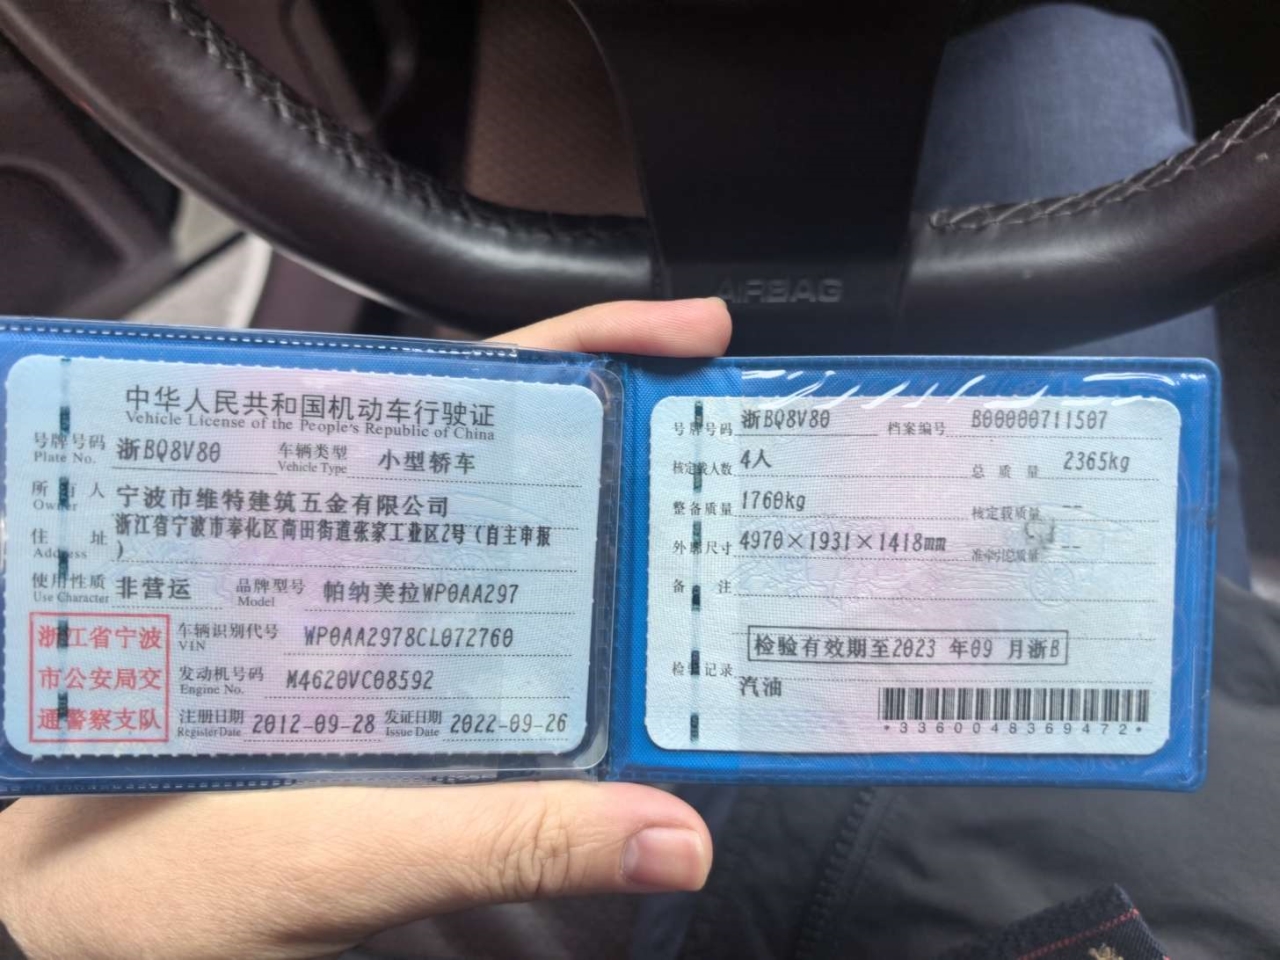 AIRBAG
中华人民共和国机动车行驶证
Vehicle License of the People's Republic of China
号牌号码 Plate No. 浙BQ8V80 车辆类型 Vehicle Type 小型轿车
所有人 Owner 宁波市维特建筑五金有限公司
住址 Address 浙江省宁波市奉化区尚田街道张家工业区2号（自主申报
）
使用性质 Use Character 非营运 品牌型号 Model 帕纳美拉WP0AA297
浙江省宁波
市公安局交
通警察支队
车辆识别代号 VIN WP0AA2978CL072760
发动机号码 Engine No. M4620VC08592
注册日期 Register Date 2012-09-28 发证日期 Issue Date 2022-09-26
号牌号码 浙BQ8V80 档案编号 B00000711507
核定载人数 4人 总质量 2365kg
整备质量 1760kg 核定载质量 --
外廓尺寸 4970×1931×1418mm 准牵引总质量 --
备注
检验有效期至2023 年09 月浙B
检验记录
汽油
*3360048369472*